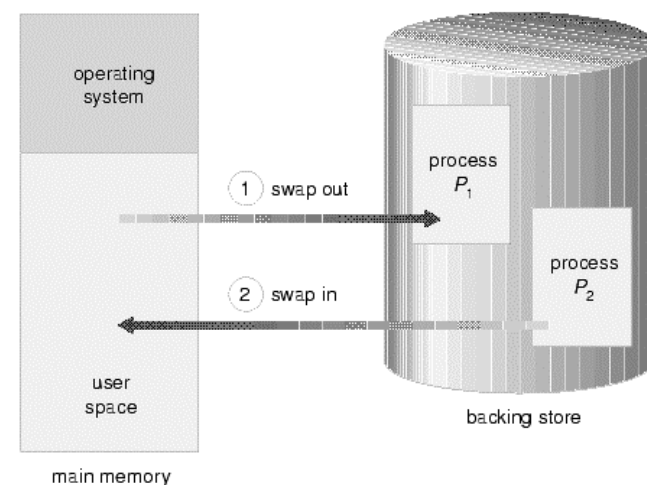 operating
system
process
P₁
1 swap out
process
P₂
2 swap in
user
space
backing store
main memory